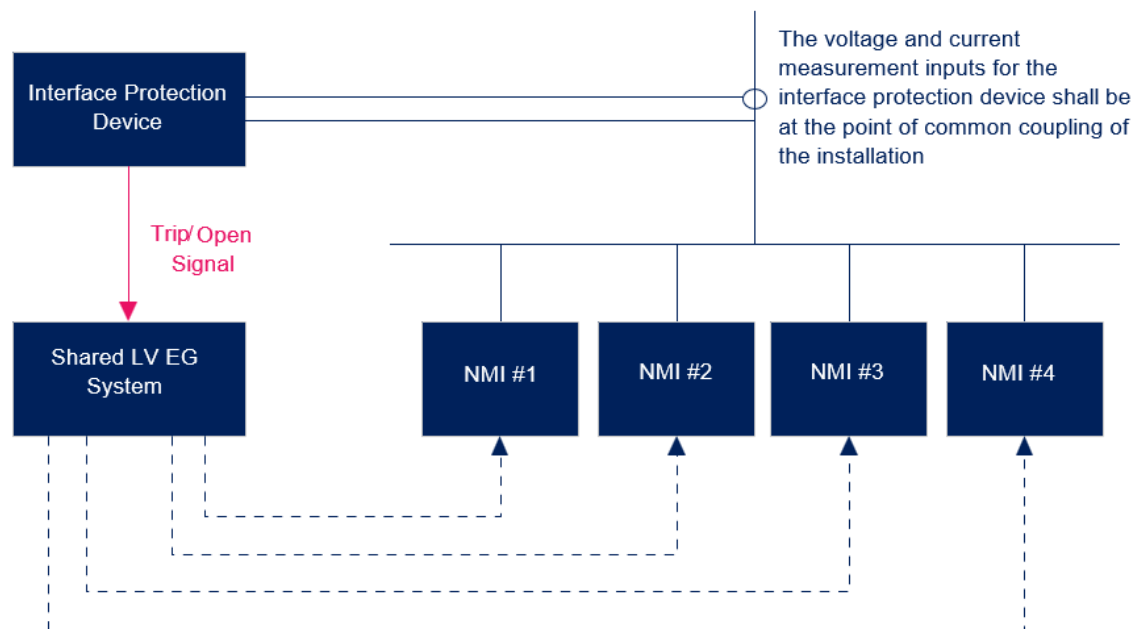 Interface Protection
Device
The voltage and current
measurement inputs for the
interface protection device shall be
at the point of common coupling of
the installation
Trip/Open
Signal
Shared LV EG
System
NMI #1
NMI #2
NMI #3
NMI #4